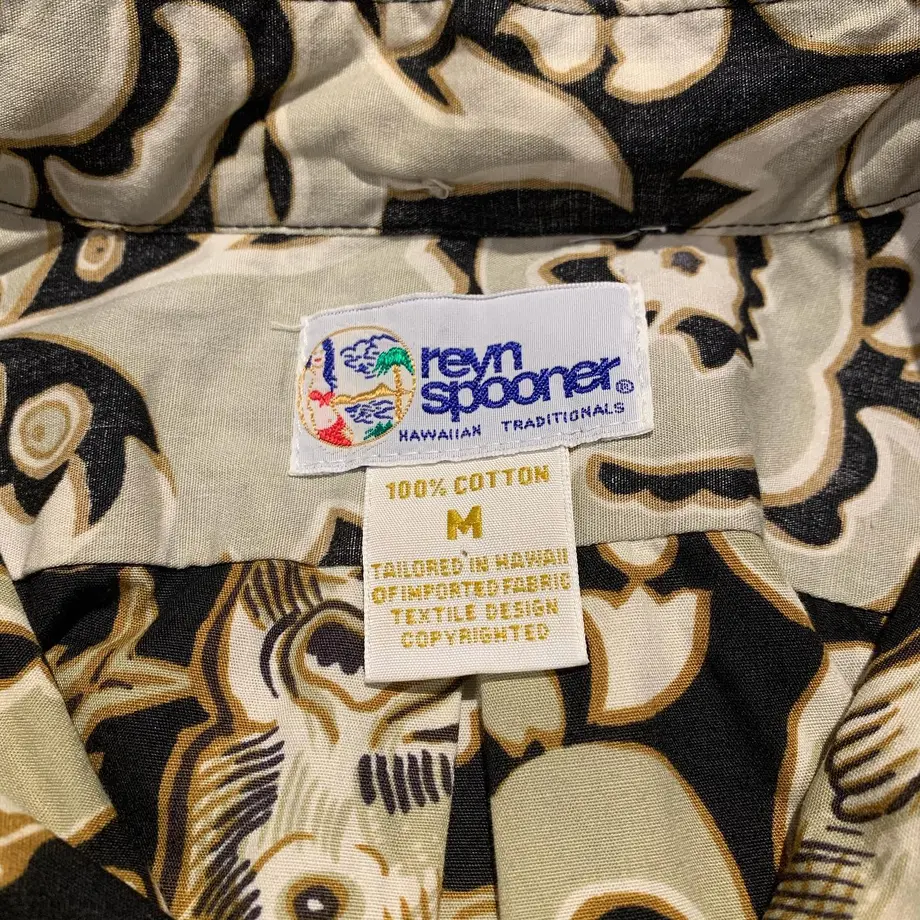 reyn
spooner®
HAWAIIAN TRADITIONALS
100% COTTON
M
TAILORED IN HAWAII
OF IMPORTED FABRIC
TEXTILE DESIGN
COPYRIGHTED